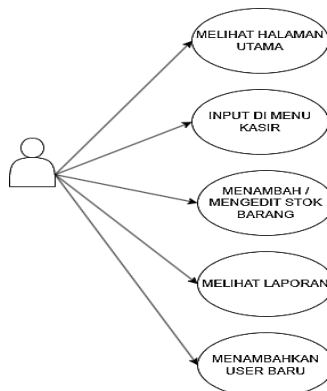 MELIHAT HALAMAN
UTAMA
INPUT DI MENU
KASIR
MENAMBAH /
MENGEDIT STOK
BARANG
MELIHAT LAPORAN
MENAMBAHKAN
USER BARU